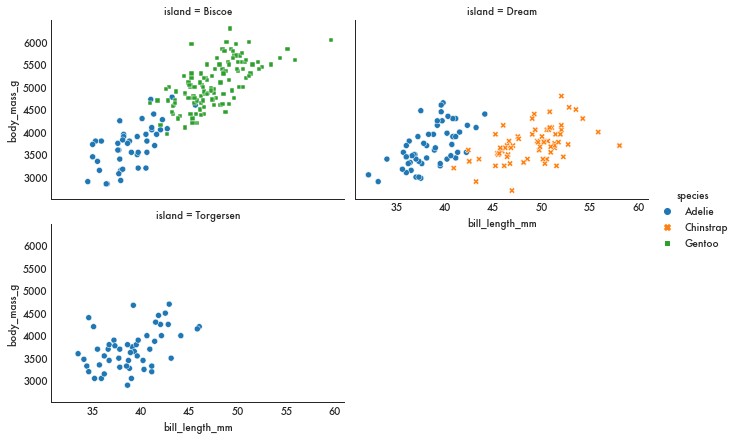 island = Biscoe
body_mass_g
6000
5500
5000
4500
4000
3500
3000
island = Dream
35 40 45 50 55 60
bill_length_mm
species
Adelie
Chinstrap
Gentoo
island = Torgersen
body_mass_g
6000
5500
5000
4500
4000
3500
3000
35 40 45 50 55 60
bill_length_mm